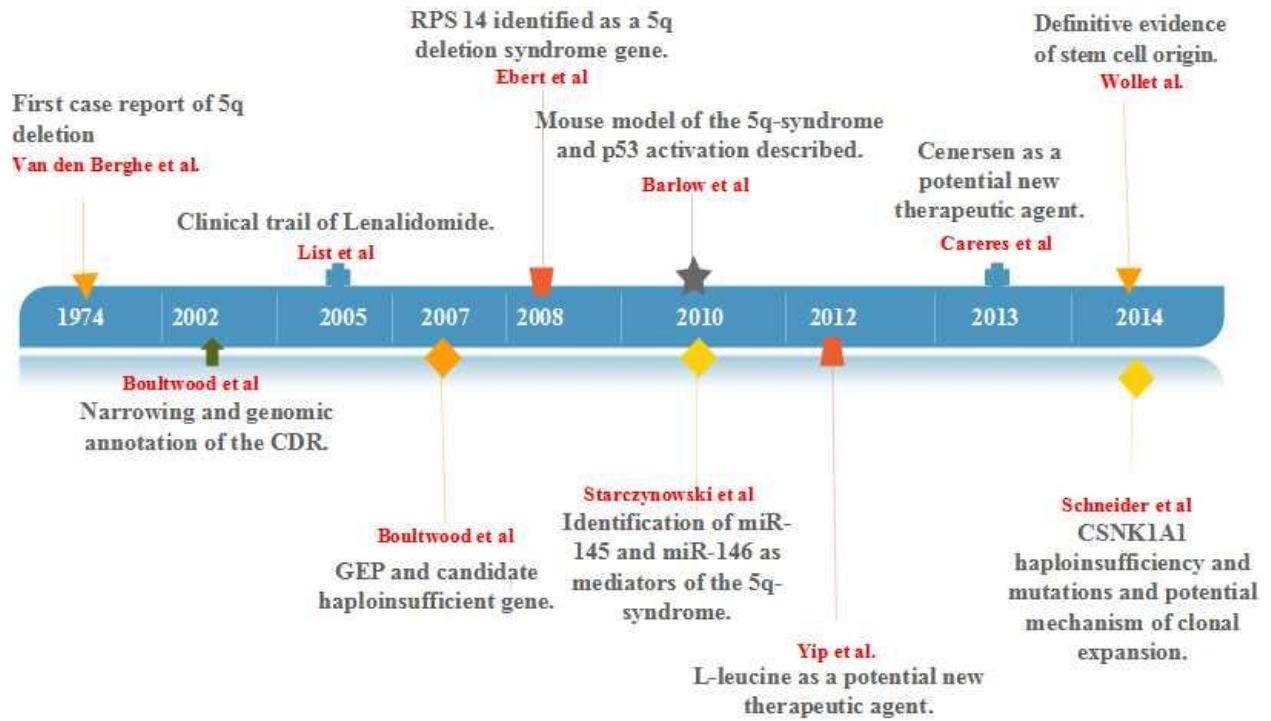 First case report of 5q
deletion
Van den Berghe et al.
Clinical trail of Lenalidomide.
List et al
RPS 14 identified as a 5q
deletion syndrome gene.
Ebert et al
Mouse model of the 5q-syndrome
and p53 activation described.
Barlow et al
Cenersen as a
potential new
therapeutic agent.
Careres et al
Definitive evidence
of stem cell origin.
Wollet al.
1974 2002 2005 2007 2008 2010 2012 2013 2014
Boultwood et al
Narrowing and genomic
annotation of the CDR.
Boultwood et al
GEP and candidate
haploinsufficient gene.
Starczynowski et al
Identification of miR-
145 and miR-146 as
mediators of the 5q-
syndrome.
Yip et al.
L-leucine as a potential new
therapeutic agent.
Schneider et al
CSNK1A1
haploinsufficiency and
mutations and potential
mechanism of clonal
expansion.